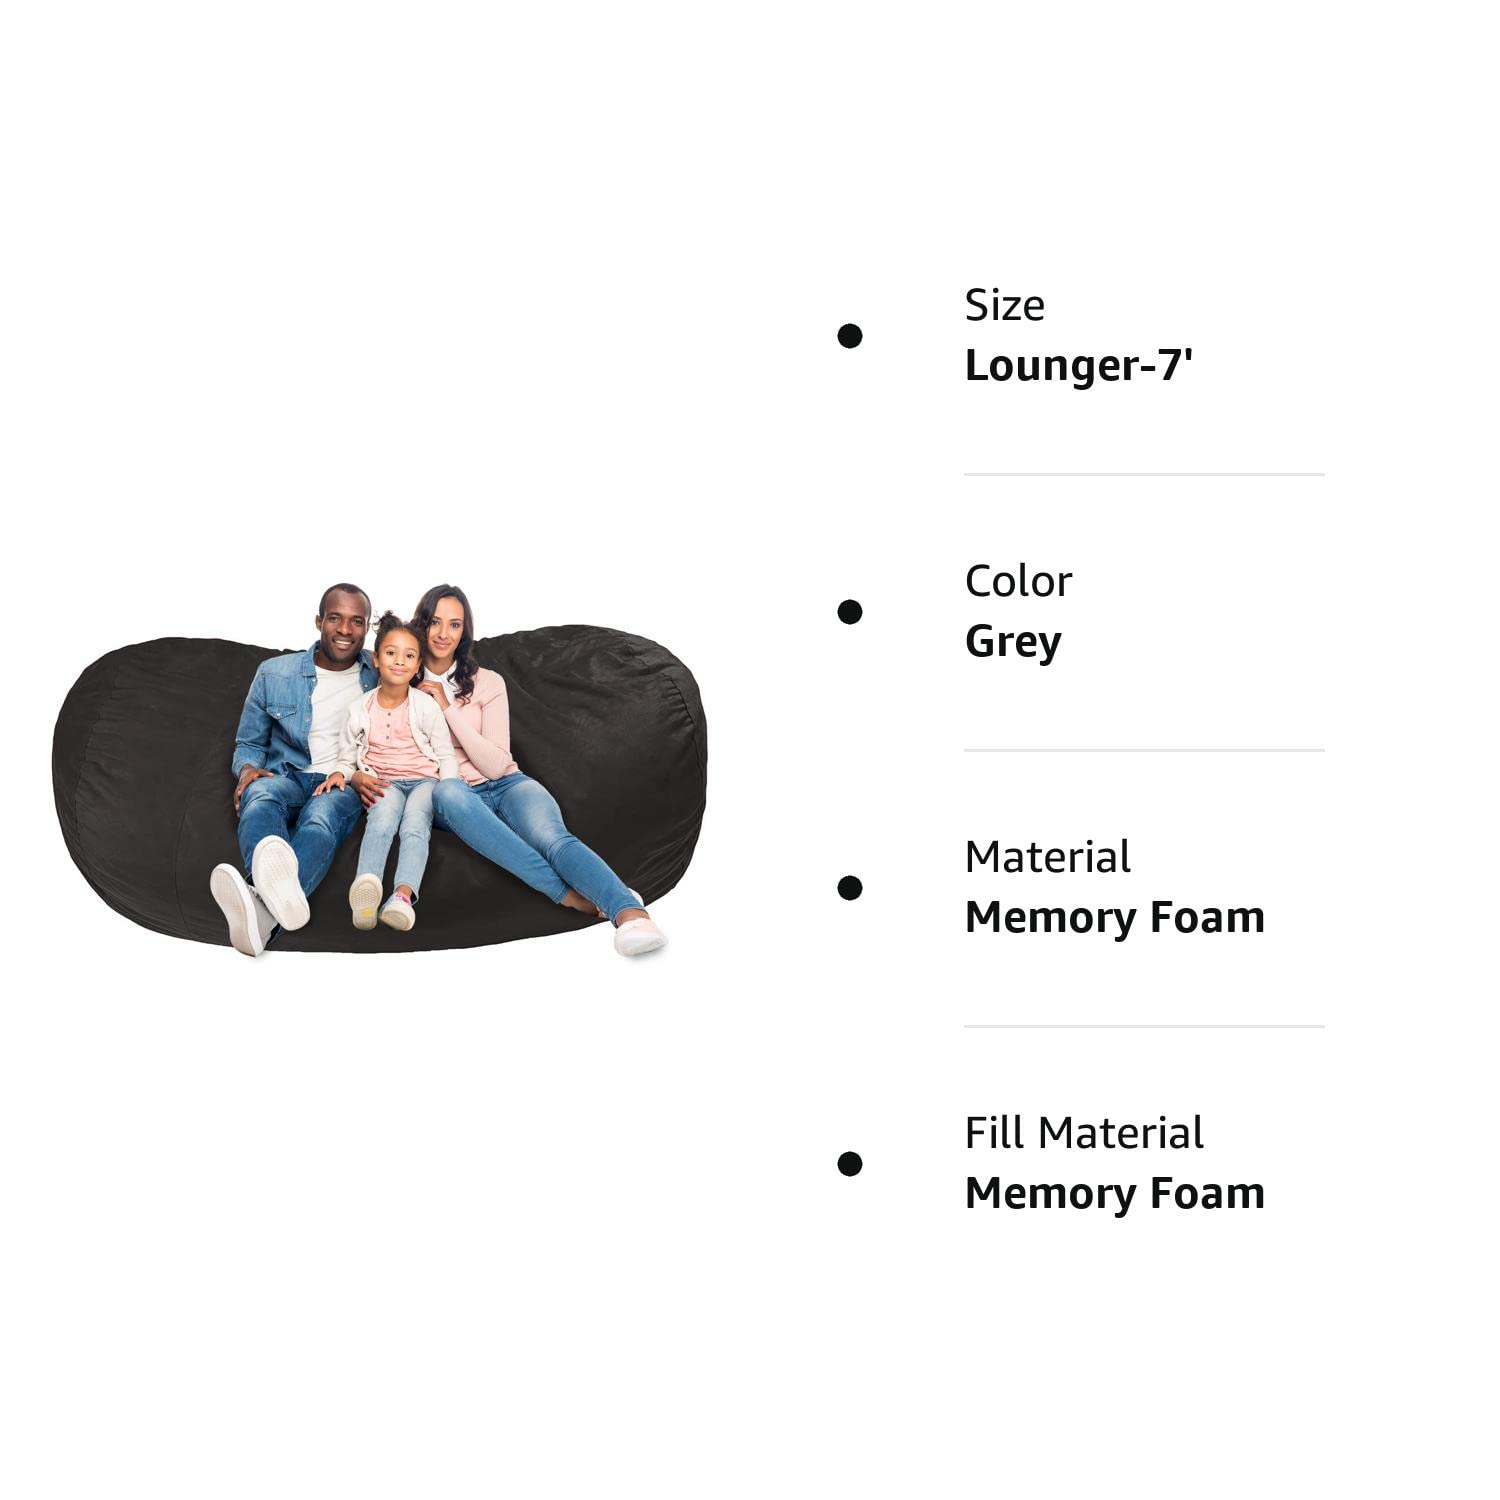 Size
Lounger-7'
Color
Grey
Material
Memory Foam
Fill Material
Memory Foam